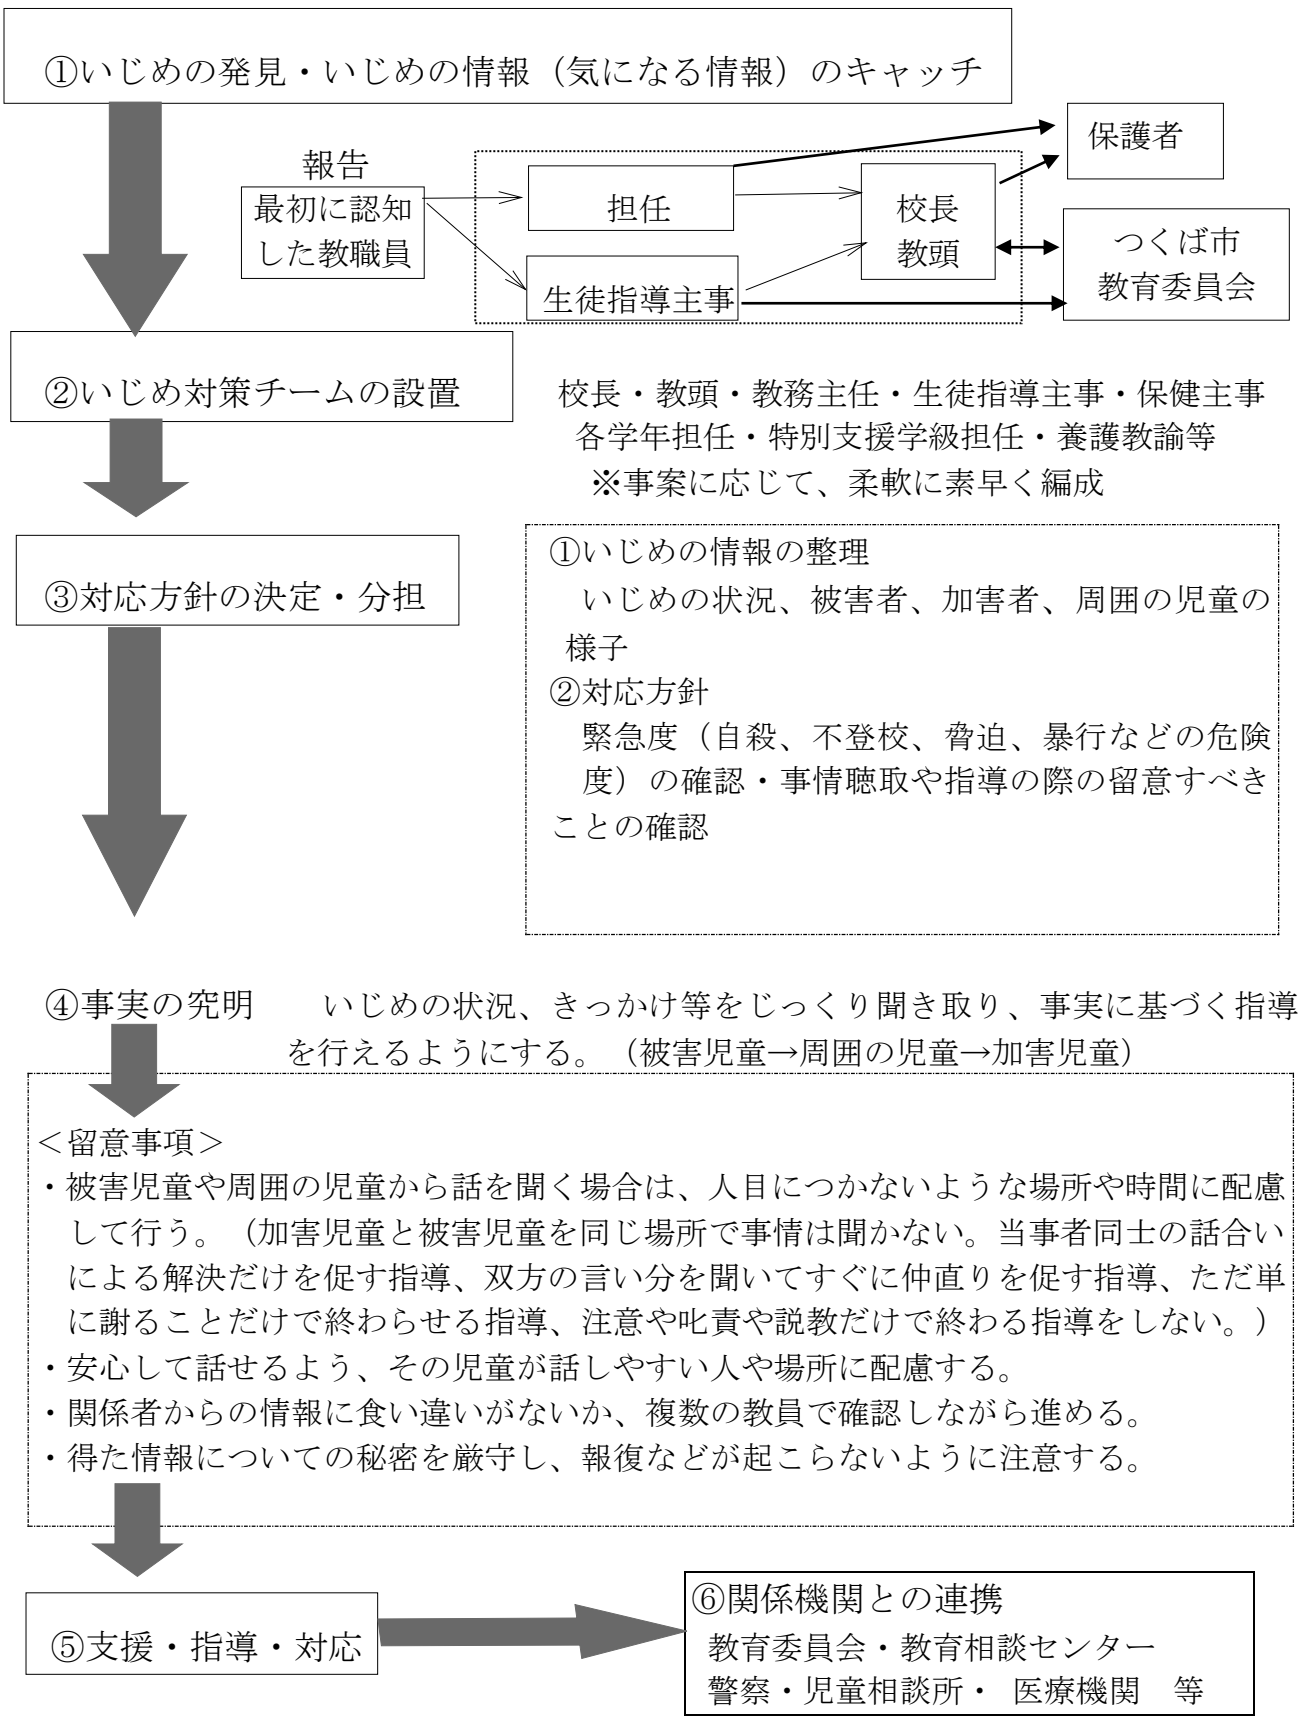 ①いじめの発見・いじめの情報（気になる情報）のキャッチ
報告
最初に認知
した教職員
担任
生徒指導主事
校長
教頭
保護者
つくば市
教育委員会
②いじめ対策チームの設置
校長・教頭・教務主任・生徒指導主事・保健主事
各学年担任・特別支援学級担任・養護教諭等
※事案に応じて、柔軟に素早く編成
③対応方針の決定・分担
①いじめの情報の整理
いじめの状況、被害者、加害者、周囲の児童の
様子
②対応方針
緊急度（自殺、不登校、脅迫、暴行などの危険
度）の確認・事情聴取や指導の際の留意すべき
ことの確認
④事実の究明　　いじめの状況、きっかけ等をじっくり聞き取り、事実に基づく指導
を行えるようにする。（被害児童→周囲の児童→加害児童）
＜留意事項＞
・被害児童や周囲の児童から話を聞く場合は、人目につかないような場所や時間に配慮
して行う。（加害児童と被害児童を同じ場所で事情は聞かない。当事者同士の話合い
による解決だけを促す指導、双方の言い分を聞いてすぐに仲直りを促す指導、ただ単
に謝ることだけで終わらせる指導、注意や叱責や説教だけで終わる指導をしない。）
・安心して話せるよう、その児童が話しやすい人や場所に配慮する。
・関係者からの情報に食い違いがないか、複数の教員で確認しながら進める。
・得た情報についての秘密を厳守し、報復などが起こらないように注意する。
⑤支援・指導・対応
⑥関係機関との連携
教育委員会・教育相談センター
警察・児童相談所・ 医療機関　等